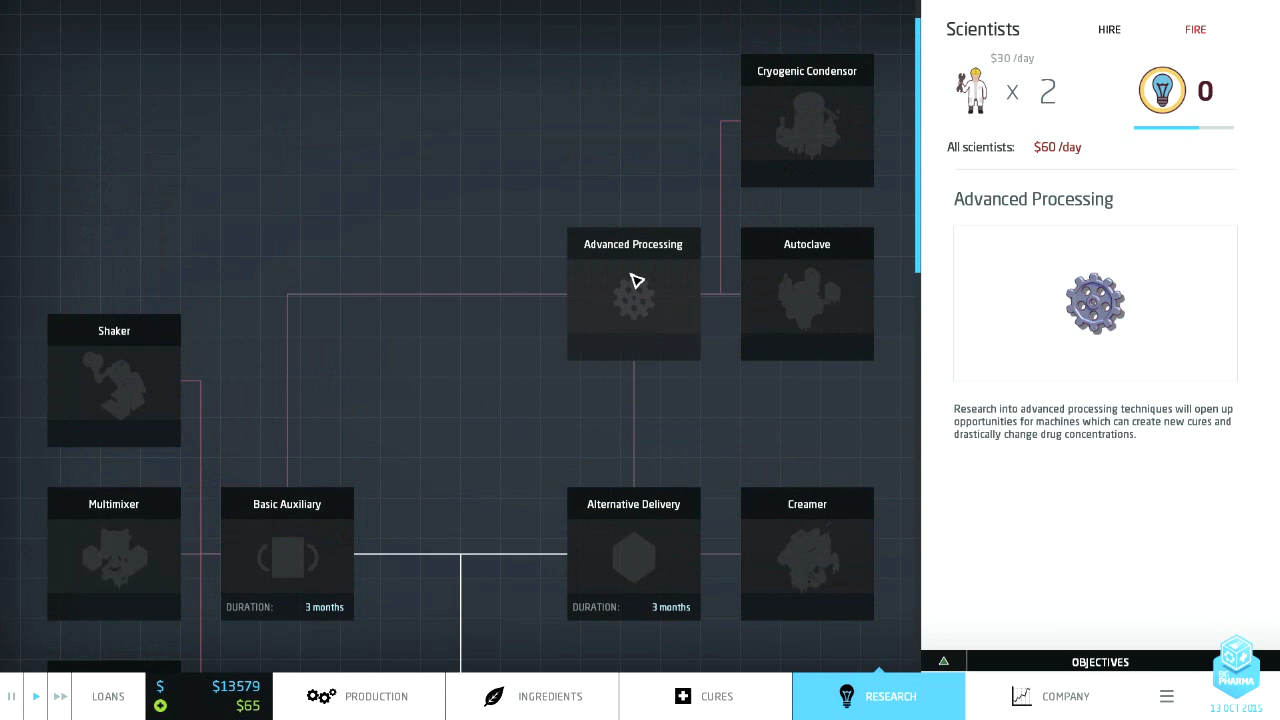 Cryogenic Condensor
Advanced Processing
Autoclave
Shaker
Multimixer
Basic Auxiliary
DURATION: 3 months
Alternative Delivery
DURATION: 3 months
Creamer
Scientists HIRE FIRE
$30 /day
X 2
0
All scientists: $60 /day
Advanced Processing
Research into advanced processing techniques will open up
opportunities for machines which can create new cures and
drastically change drug concentrations.
OBJECTIVES
LOANS
$ $13579
$65
PRODUCTION
INGREDIENTS
CURES
RESEARCH
COMPANY
BIG
PHARMA
13 OCT 2015